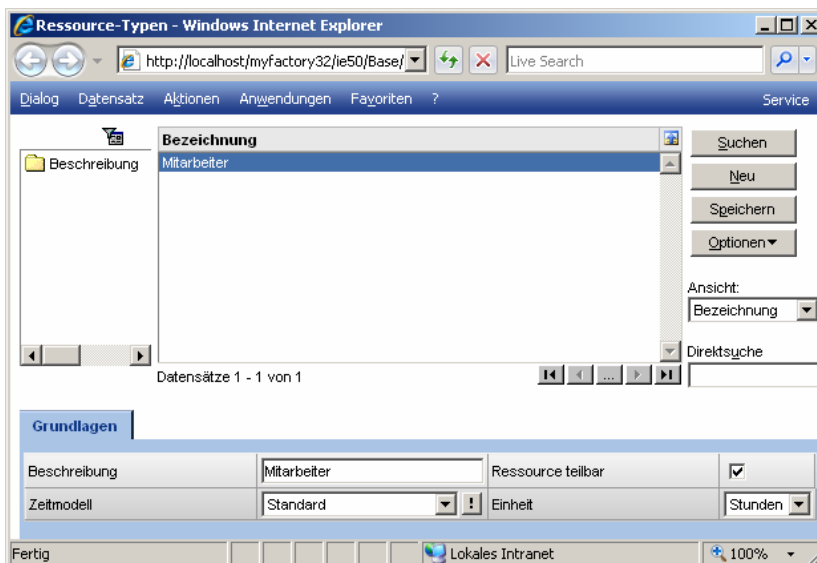 Ressource-Typen - Windows Internet Explorer
http://localhost/myfactory32/ie50/Base/ Live Search
Dialog Datensatz Aktionen Anwendungen Favoriten ? Service
Bezeichnung
Beschreibung
Mitarbeiter
Suchen
Neu
Speichern
Optionen
Ansicht:
Bezeichnung
Direktsuche
Datensätze 1 - 1 von 1 ...
Grundlagen
Beschreibung Mitarbeiter Ressource teilbar
Zeitmodell Standard ! Einheit Stunden
Fertig Lokales Intranet 100%